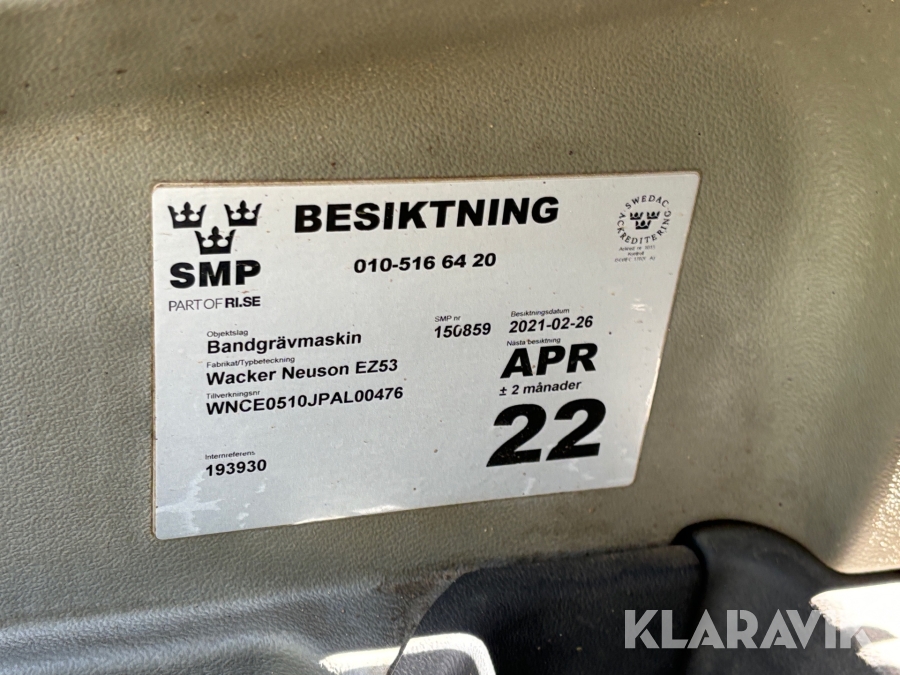 BESIKTNING
010-516 64 20
SMP
PART OF RI.SE
SWEDAC ACKREDITERING
Objektslag
Bandgrävmaskin
Fabrikat/Typbeteckning
Wacker Neuson EZ53
Tillverkningsnr
WNCE0510JPAL00476
Internreferens
193930
SMP nr
150859
Besiktningsdatum
2021-02-26
Nästa besiktning
APR
± 2 månader
22
KLARAVIK